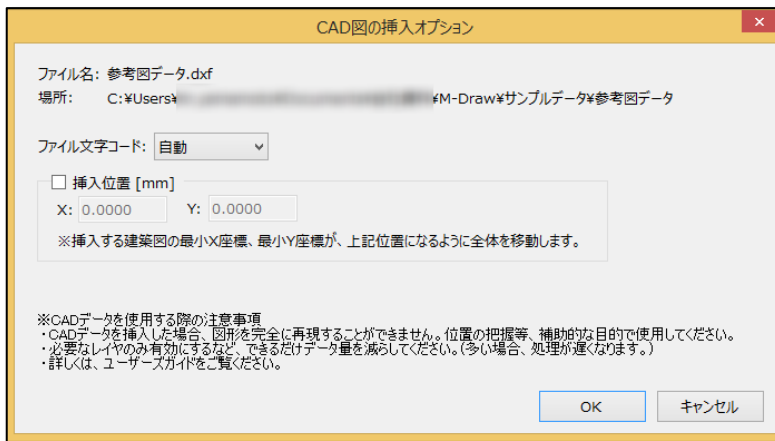 CAD図の挿入オプション
ファイル名: 参考図データ.dxf
場所: C:¥Users¥ ¥M-Draw¥サンプルデータ¥参考図データ
ファイル文字コード: 自動
挿入位置 [mm]
X: 0.0000 Y: 0.0000
※挿入する建築図の最小X座標、最小Y座標が、上記位置になるように全体を移動します。
※CADデータを使用する際の注意事項
・CADデータを挿入した場合、図形を完全に再現することができません。位置の把握等、補助的な目的で使用してください。
・必要なレイヤのみ有効にするなど、できるだけデータ量を減らしてください。(多い場合、処理が遅くなります。)
・詳しくは、ユーザーズガイドをご覧ください。
OK キャンセル